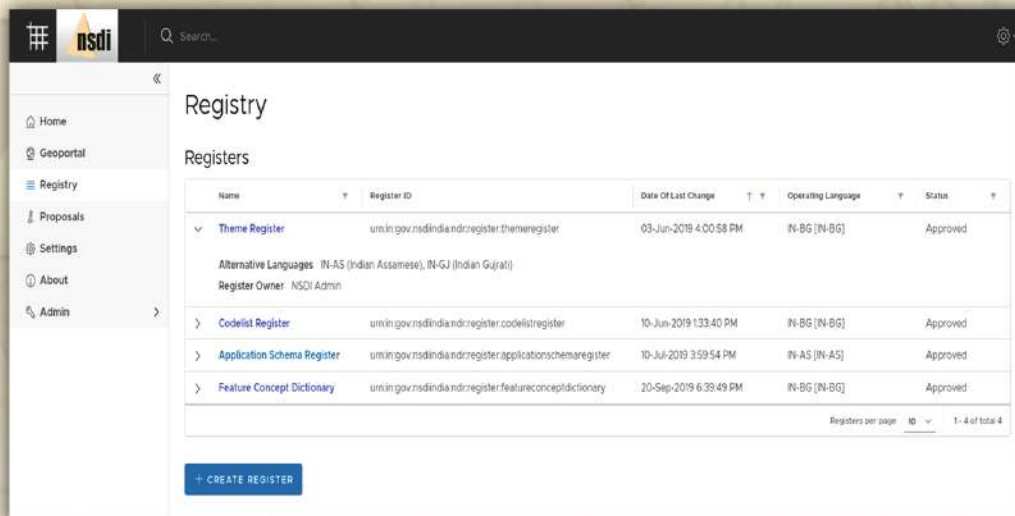 nsdi
Search...
Home
Geoportal
Registry
Proposals
Settings
About
Admin
Registry
Registers
Name Register ID Date Of Last Change Operating Language Status
Theme Register urn:in:gov:nsdiindia:ndr:register:themeregister 03-Jun-2019 4:00:58 PM IN-BG [IN-BG] Approved
Alternative Languages IN-AS (Indian Assamese), IN-GJ (Indian Gujrati)
Register Owner NSDI Admin
Codelist Register urn:in:gov:nsdiindia:ndr:register:codelistregister 10-Jun-2019 1:33:40 PM IN-BG [IN-BG] Approved
Application Schema Register urn:in:gov:nsdiindia:ndr:register:applicationschemaregister 10-Jul-2019 3:59:54 PM IN-AS [IN-AS] Approved
Feature Concept Dictionary urn:in:gov:nsdiindia:ndr:register:featureconceptdictionary 20-Sep-2019 6:39:49 PM IN-BG [IN-BG] Approved
Registers per page 10 1 - 4 of total 4
+ CREATE REGISTER